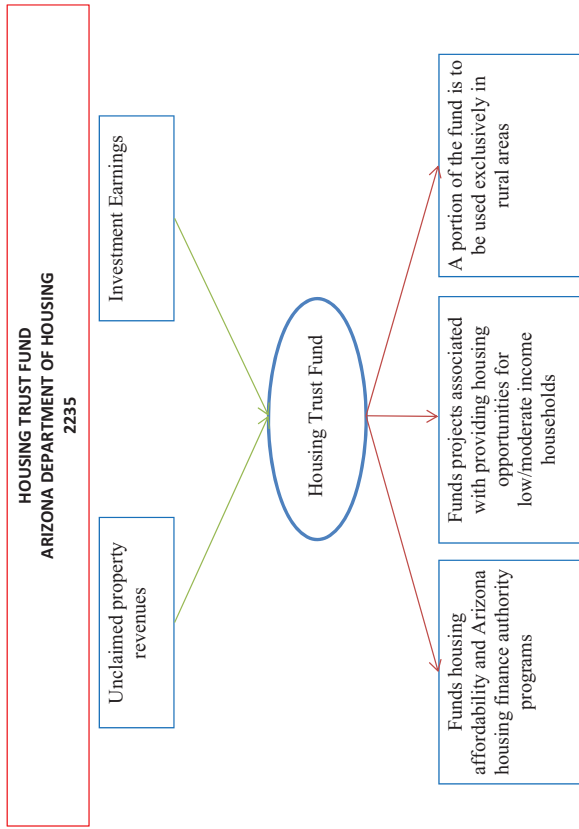 HOUSING TRUST FUND
ARIZONA DEPARTMENT OF HOUSING
2235
Unclaimed property
revenues
Investment Earnings
Housing Trust Fund
Funds housing
affordability and Arizona
housing finance authority
programs
Funds projects associated
with providing housing
opportunities for
low/moderate income
households
A portion of the fund is to
be used exclusively in
rural areas